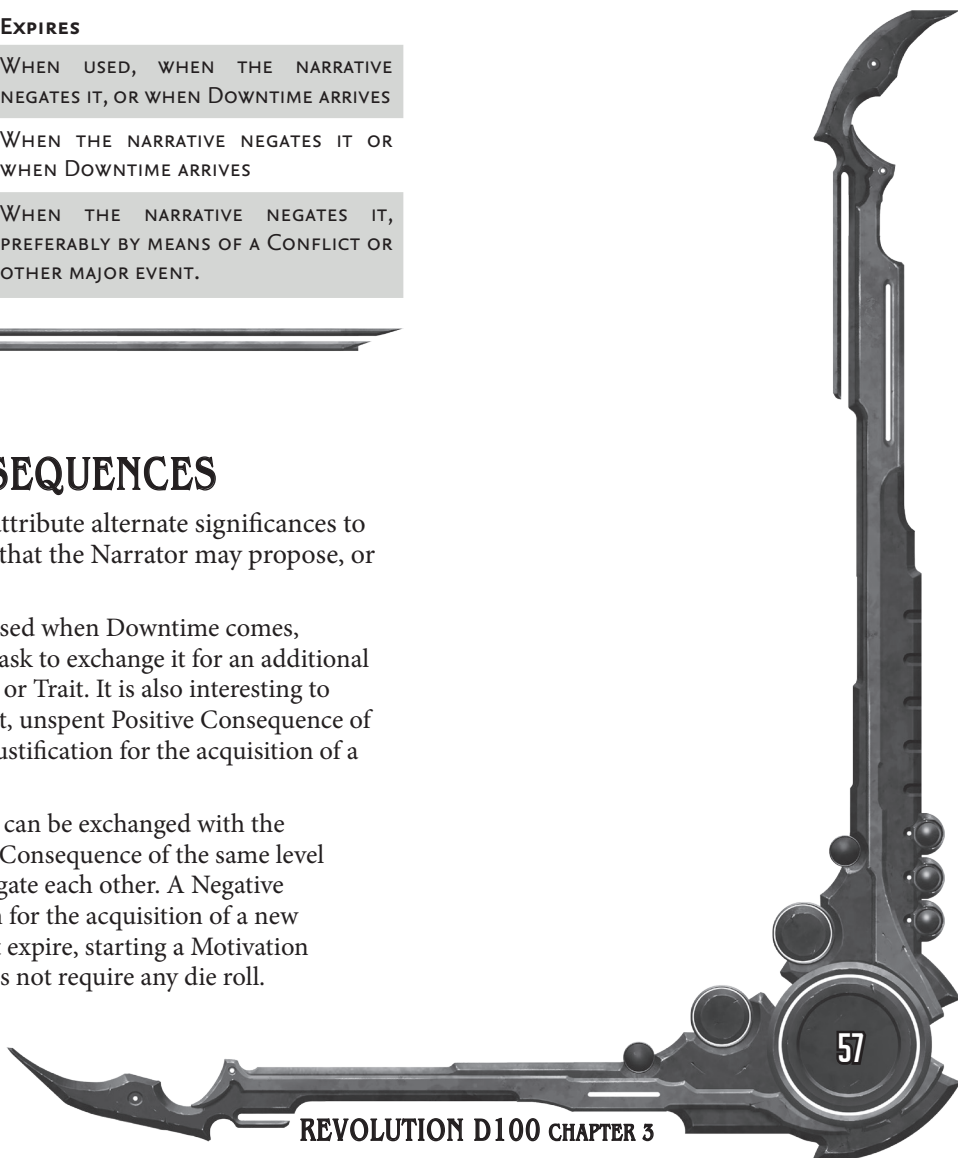 Expires
When used, when the narrative
negates it, or when Downtime arrives
When the narrative negates it or
when Downtime arrives
When the narrative negates it,
preferably by means of a Conflict or
other major event.
SEQUENCES
attribute alternate significances to
that the Narrator may propose, or
sed when Downtime comes,
ask to exchange it for an additional
or Trait. It is also interesting to
t, unspent Positive Consequence of
ustification for the acquisition of a
can be exchanged with the
Consequence of the same level
gate each other. A Negative
n for the acquisition of a new
t expire, starting a Motivation
s not require any die roll.
57
REVOLUTION D100 CHAPTER 3